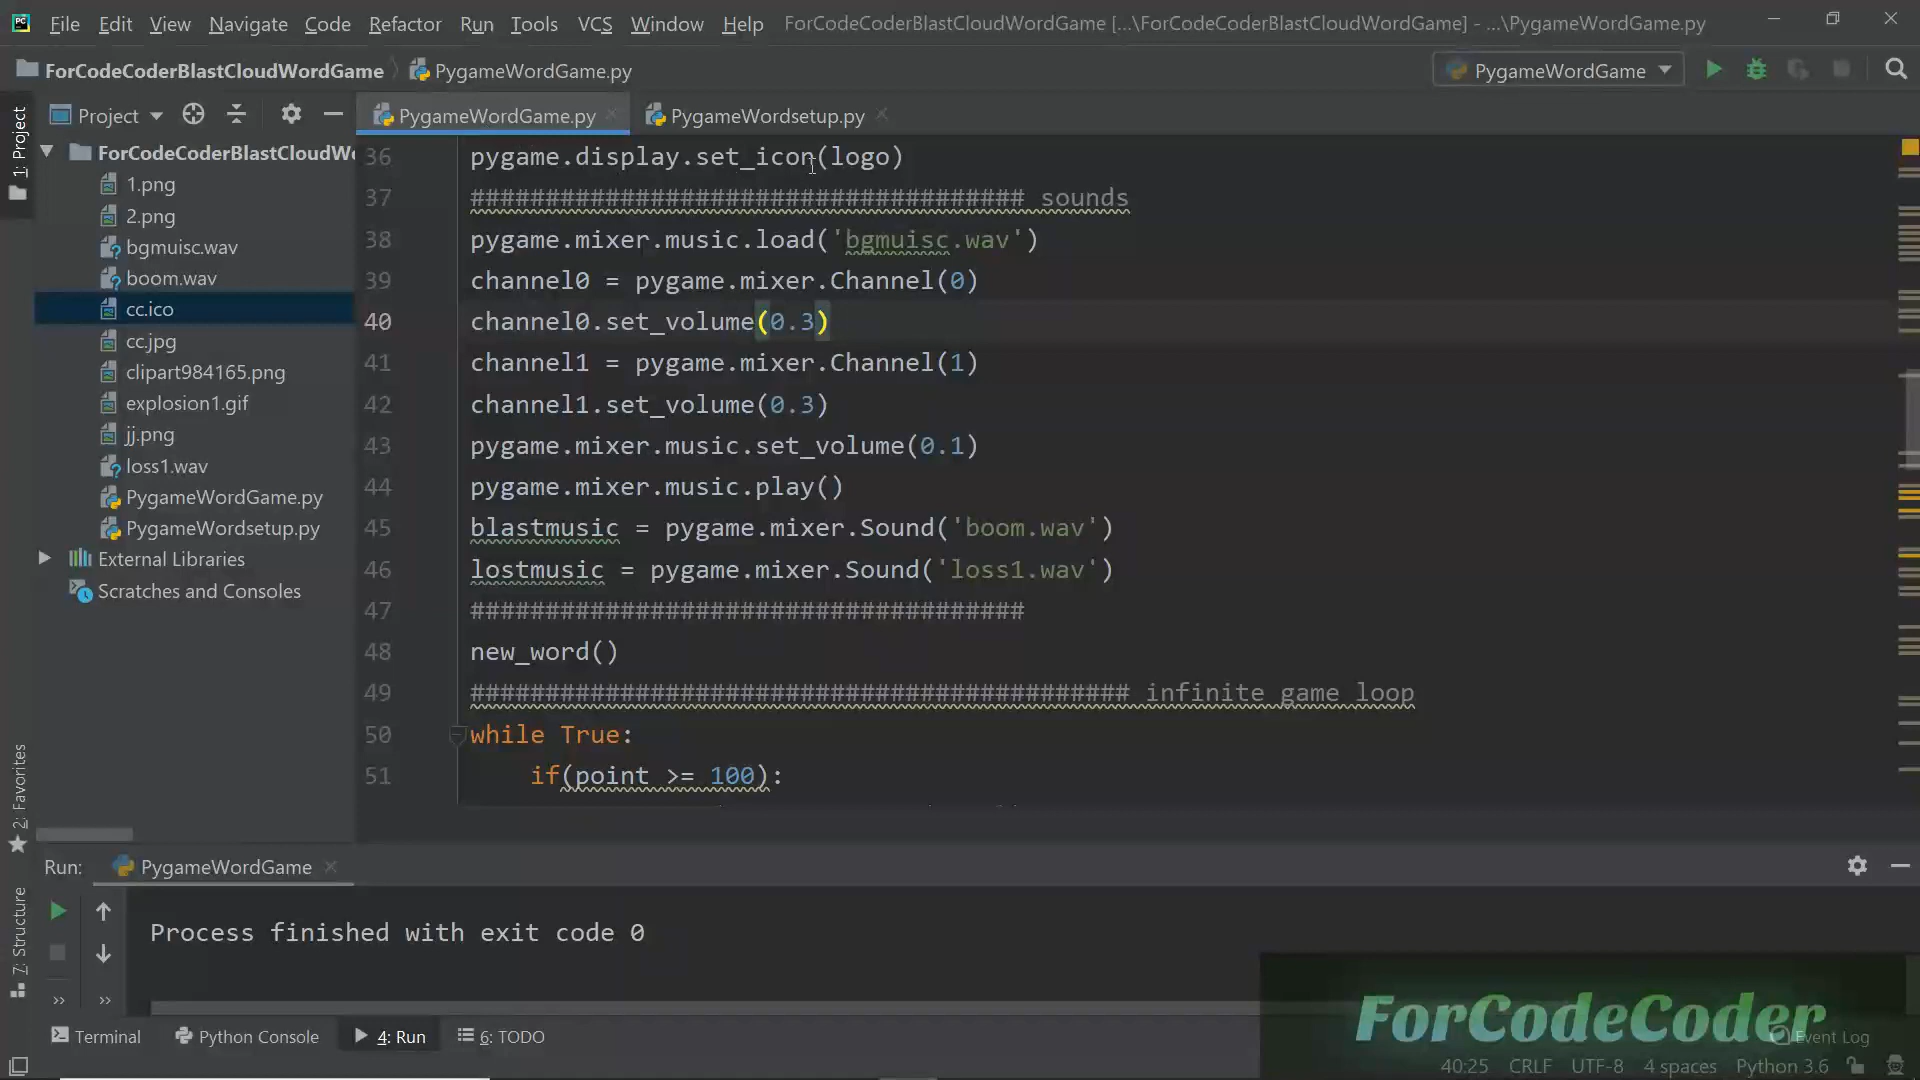 File Edit View Navigate Code Refactor Run Tools VCS Window Help ForCodeCoderBlastCloudWordGame [...\ForCodeCoderBlastCloudWordGame] - ...\PygameWordGame.py
ForCodeCoderBlastCloudWordGame PygameWordGame.py PygameWordGame
Project PygameWordGame.py PygameWordsetup.py
1: Project
ForCodeCoderBlastCloudW
1.png
2.png
bgmuisc.wav
boom.wav
cc.ico
cc.jpg
clipart984165.png
explosion1.gif
jj.png
loss1.wav
PygameWordGame.py
PygameWordsetup.py
External Libraries
Scratches and Consoles
36 pygame.display.set_icon(logo)
37 ##################################### sounds
38 pygame.mixer.music.load('bgmuisc.wav')
39 channel0 = pygame.mixer.Channel(0)
40 channel0.set_volume(0.3)
41 channel1 = pygame.mixer.Channel(1)
42 channel1.set_volume(0.3)
43 pygame.mixer.music.set_volume(0.1)
44 pygame.mixer.music.play()
45 blastmusic = pygame.mixer.Sound('boom.wav')
46 lostmusic = pygame.mixer.Sound('loss1.wav')
47 #####################################
48 new_word()
49 ############################################ infinite game loop
50 while True:
51 if(point >= 100):
2: Favorites
7: Structure
Run: PygameWordGame
Process finished with exit code 0
Terminal Python Console 4: Run 6: TODO
ForCodeCoder
Event Log
40:25 CRLF UTF-8 4 spaces Python 3.6